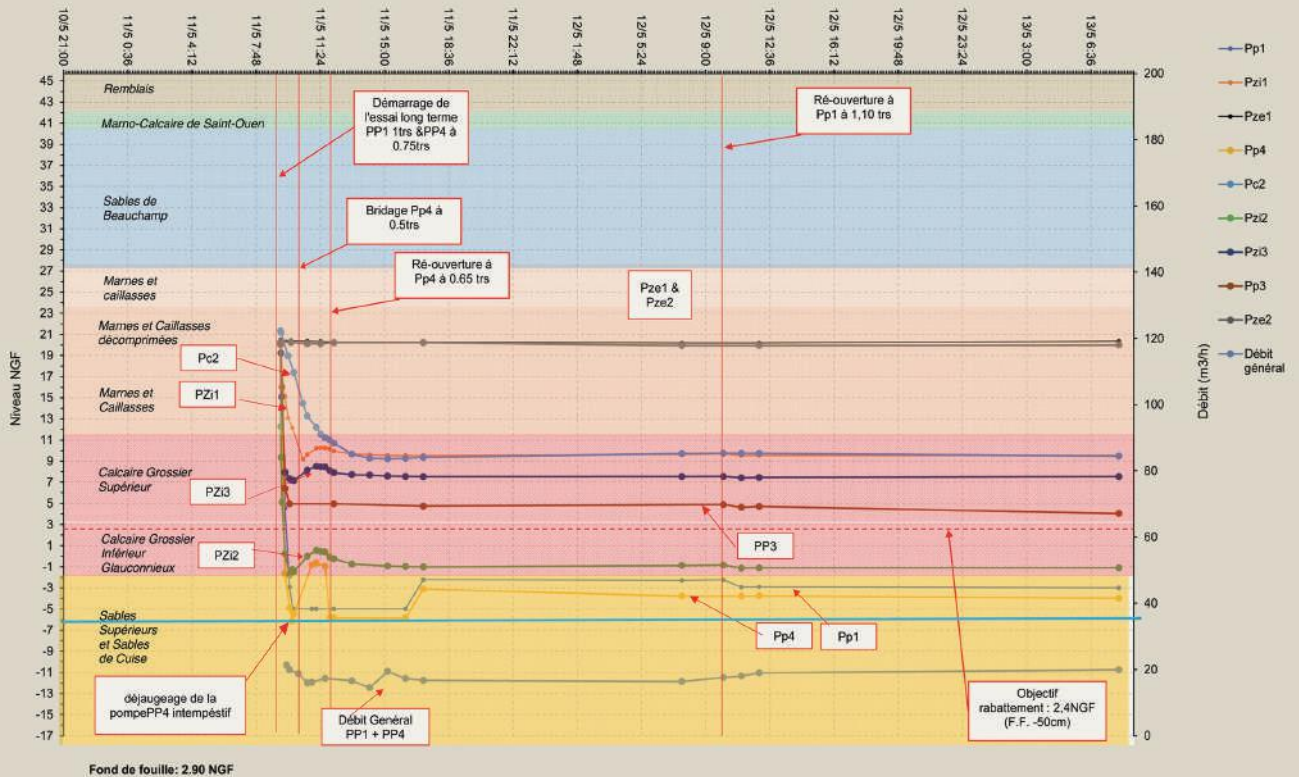 10/5 21:00
11/5 0:36
11/5 4:12
11/5 7:48
11/5 11:24
11/5 15:00
11/5 18:36
11/5 22:12
12/5 1:48
12/5 5:24
12/5 9:00
12/5 12:36
12/5 16:12
12/5 19:48
12/5 23:24
13/5 3:00
13/5 6:36
Niveau NGF
45
43
41
39
37
35
33
31
29
27
25
23
21
19
17
15
13
11
9
7
5
3
1
-1
-3
-5
-7
-9
-11
-13
-15
-17
Remblais
Marno-Calcaire de Saint-Ouen
Sables de
Beauchamp
Marnes et
caillasses
Marnes et Caillasses
décomprimées
Marnes et
Caillasses
Calcaire Grossier
Supérieur
Calcaire Grossier
Inférieur
Glauconnieux
Sables
Supérieurs
et Sables
de Cuise
Démarrage de
l'essai long terme
PP1 1trs &PP4 à
0.75trs
Ré-ouverture à
Pp1 à 1,10 trs
Bridage Pp4 à
0.5trs
Ré-ouverture à
Pp4 à 0.65 trs
Pze1 &
Pze2
Pc2
PZi1
PZi3
PZi2
PP3
Pp4
Pp1
déjaugeage de la
pompePP4 intempéstif
Débit Genéral
PP1 + PP4
Objectif
rabattement : 2,4NGF
(F.F. -50cm)
200
180
160
140
120
100
80
60
40
20
0
Débit (m3/h)
Pp1
Pzi1
Pze1
Pp4
Pc2
Pzi2
Pzi3
Pp3
Pze2
Débit
général
Fond de fouille: 2.90 NGF